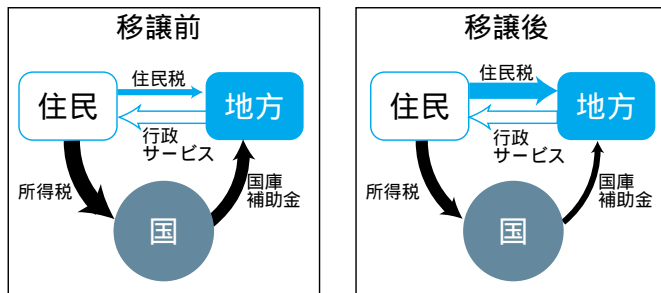 移譲前
住民税
住民
地方
行政
サービス
所得税
国庫
補助金
国
移譲後
住民税
住民
地方
行政
サービス
所得税
国庫
補助金
国